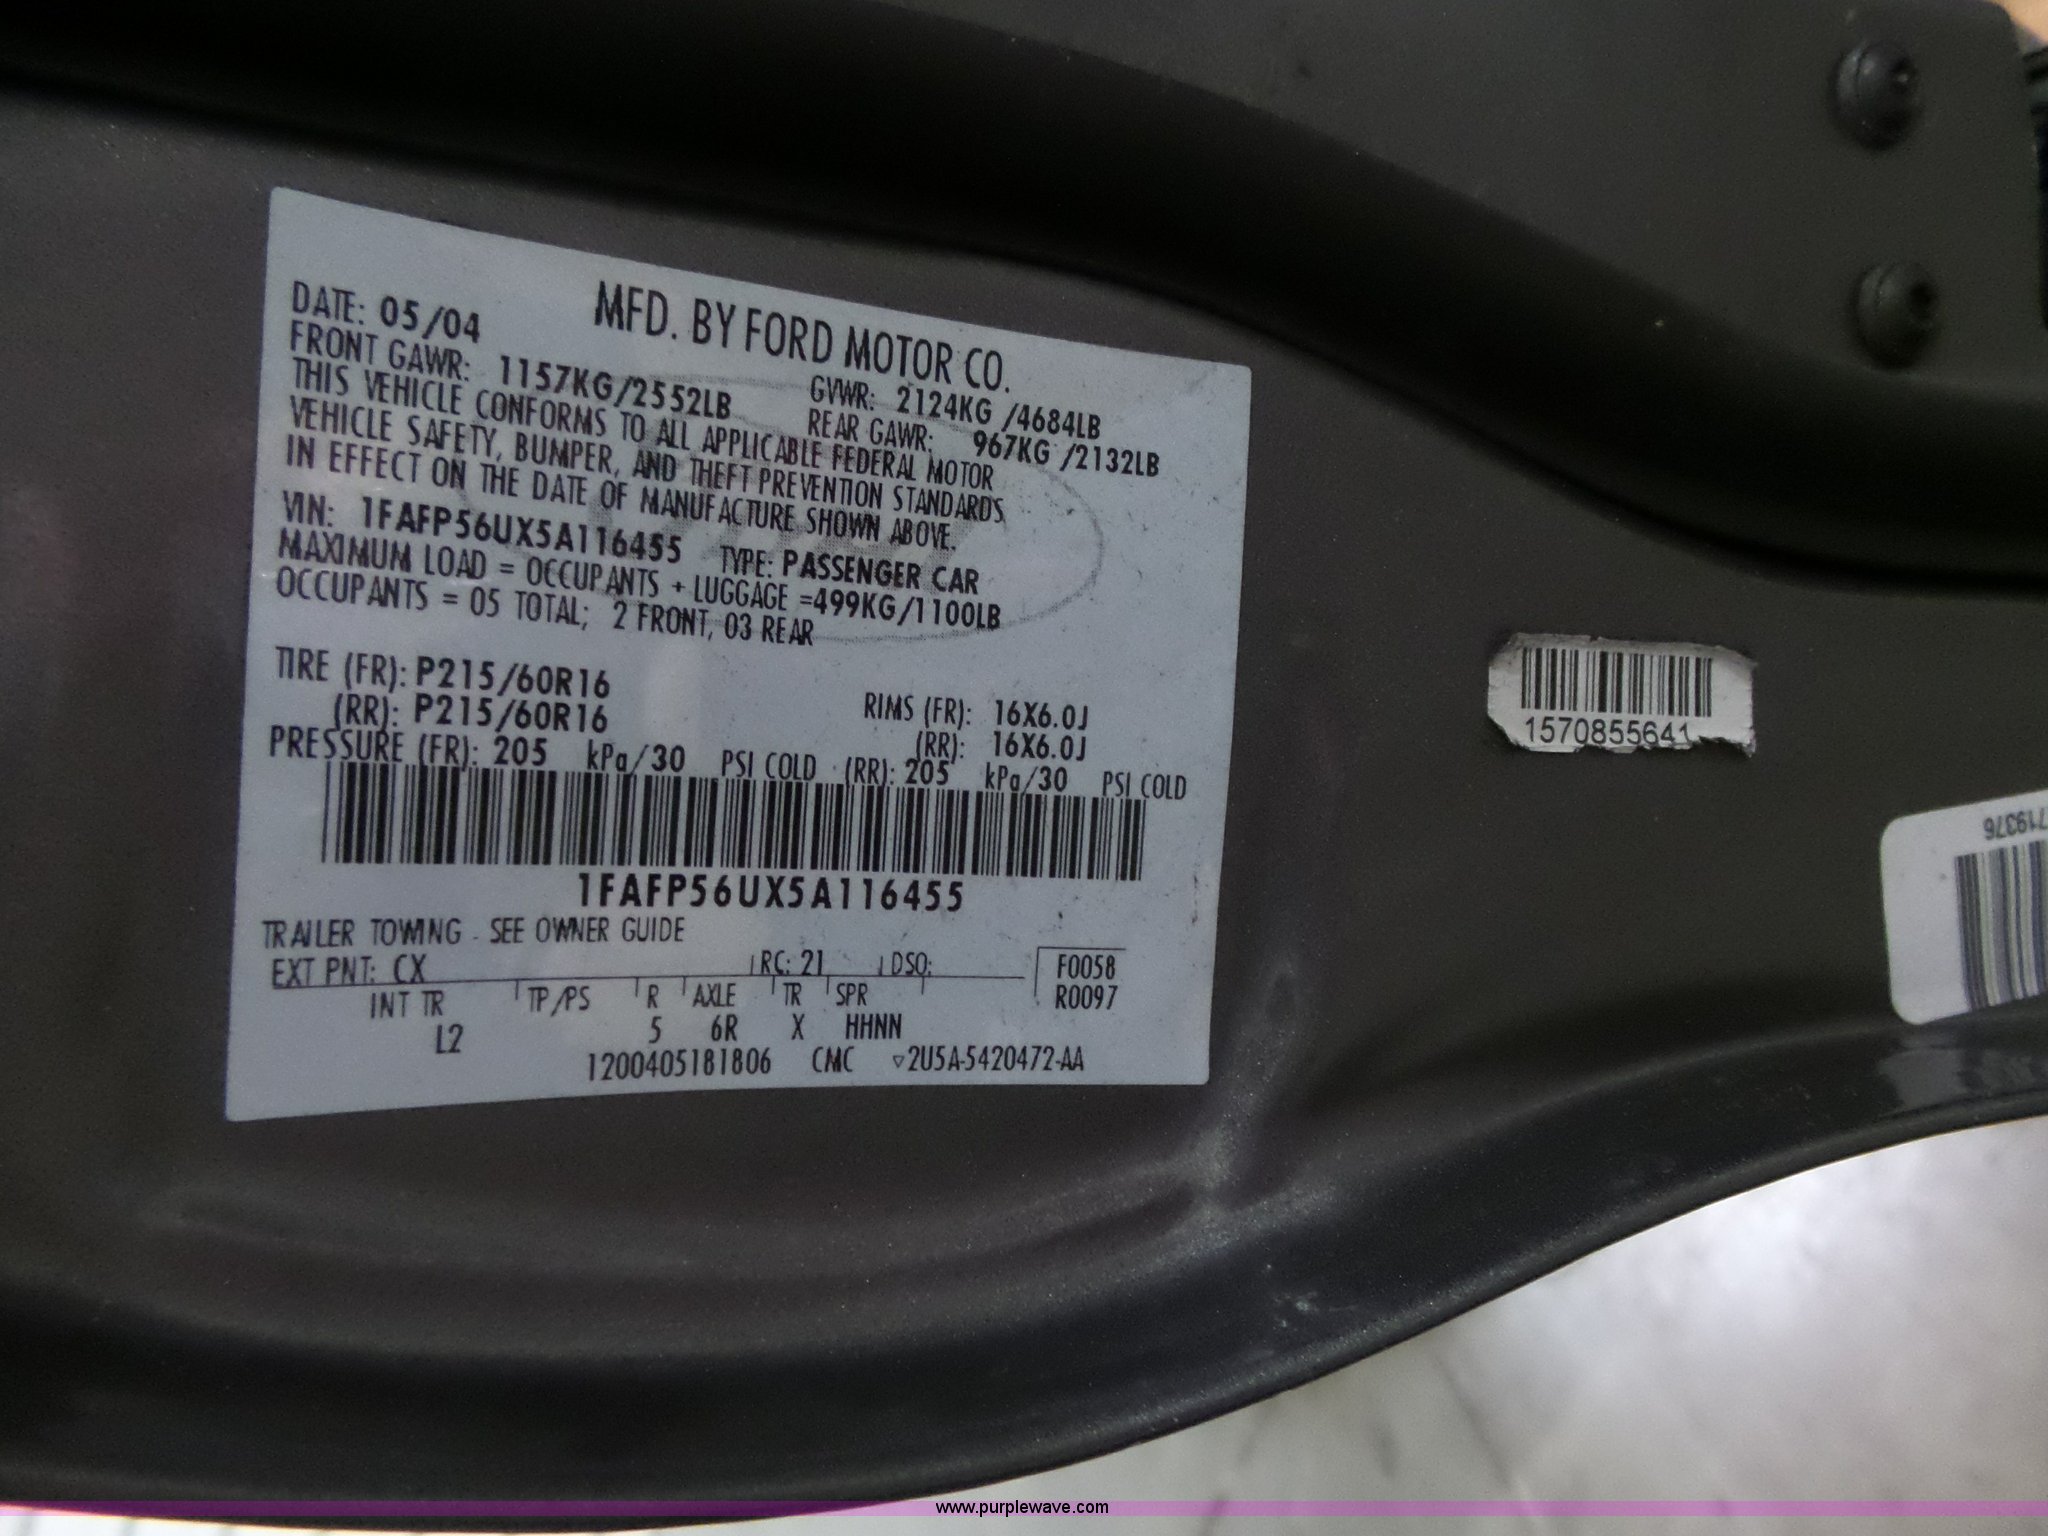 MFD. BY FORD MOTOR CO.
DATE: 05/04 GVWR: 2124KG /4684LB
FRONT GAWR: 1157KG/2552LB REAR GAWR: 967KG /2132LB
THIS VEHICLE CONFORMS TO ALL APPLICABLE FEDERAL MOTOR
VEHICLE SAFETY, BUMPER, AND THEFT PREVENTION STANDARDS
IN EFFECT ON THE DATE OF MANUFACTURE SHOWN ABOVE.
VIN: 1FAFP56UX5A116455 TYPE: PASSENGER CAR
MAXIMUM LOAD = OCCUPANTS + LUGGAGE =499KG/1100LB
OCCUPANTS = 05 TOTAL; 2 FRONT, 03 REAR
TIRE (FR): P215/60R16 RIMS (FR): 16X6.0J
(RR): P215/60R16 (RR): 16X6.0J
PRESSURE (FR): 205 kPa/30 PSI COLD (RR): 205 kPa/30 PSI COLD
1FAFP56UX5A116455
TRAILER TOWING - SEE OWNER GUIDE
EXT PNT: CX RC: 21 DSO: F0058
INT TR TP/PS R AXLE TR SPR R0097
L2 5 6R X HHNN
1200405181806 CMC ▽2U5A-5420472-AA
1570855641
719376
www.purplewave.com